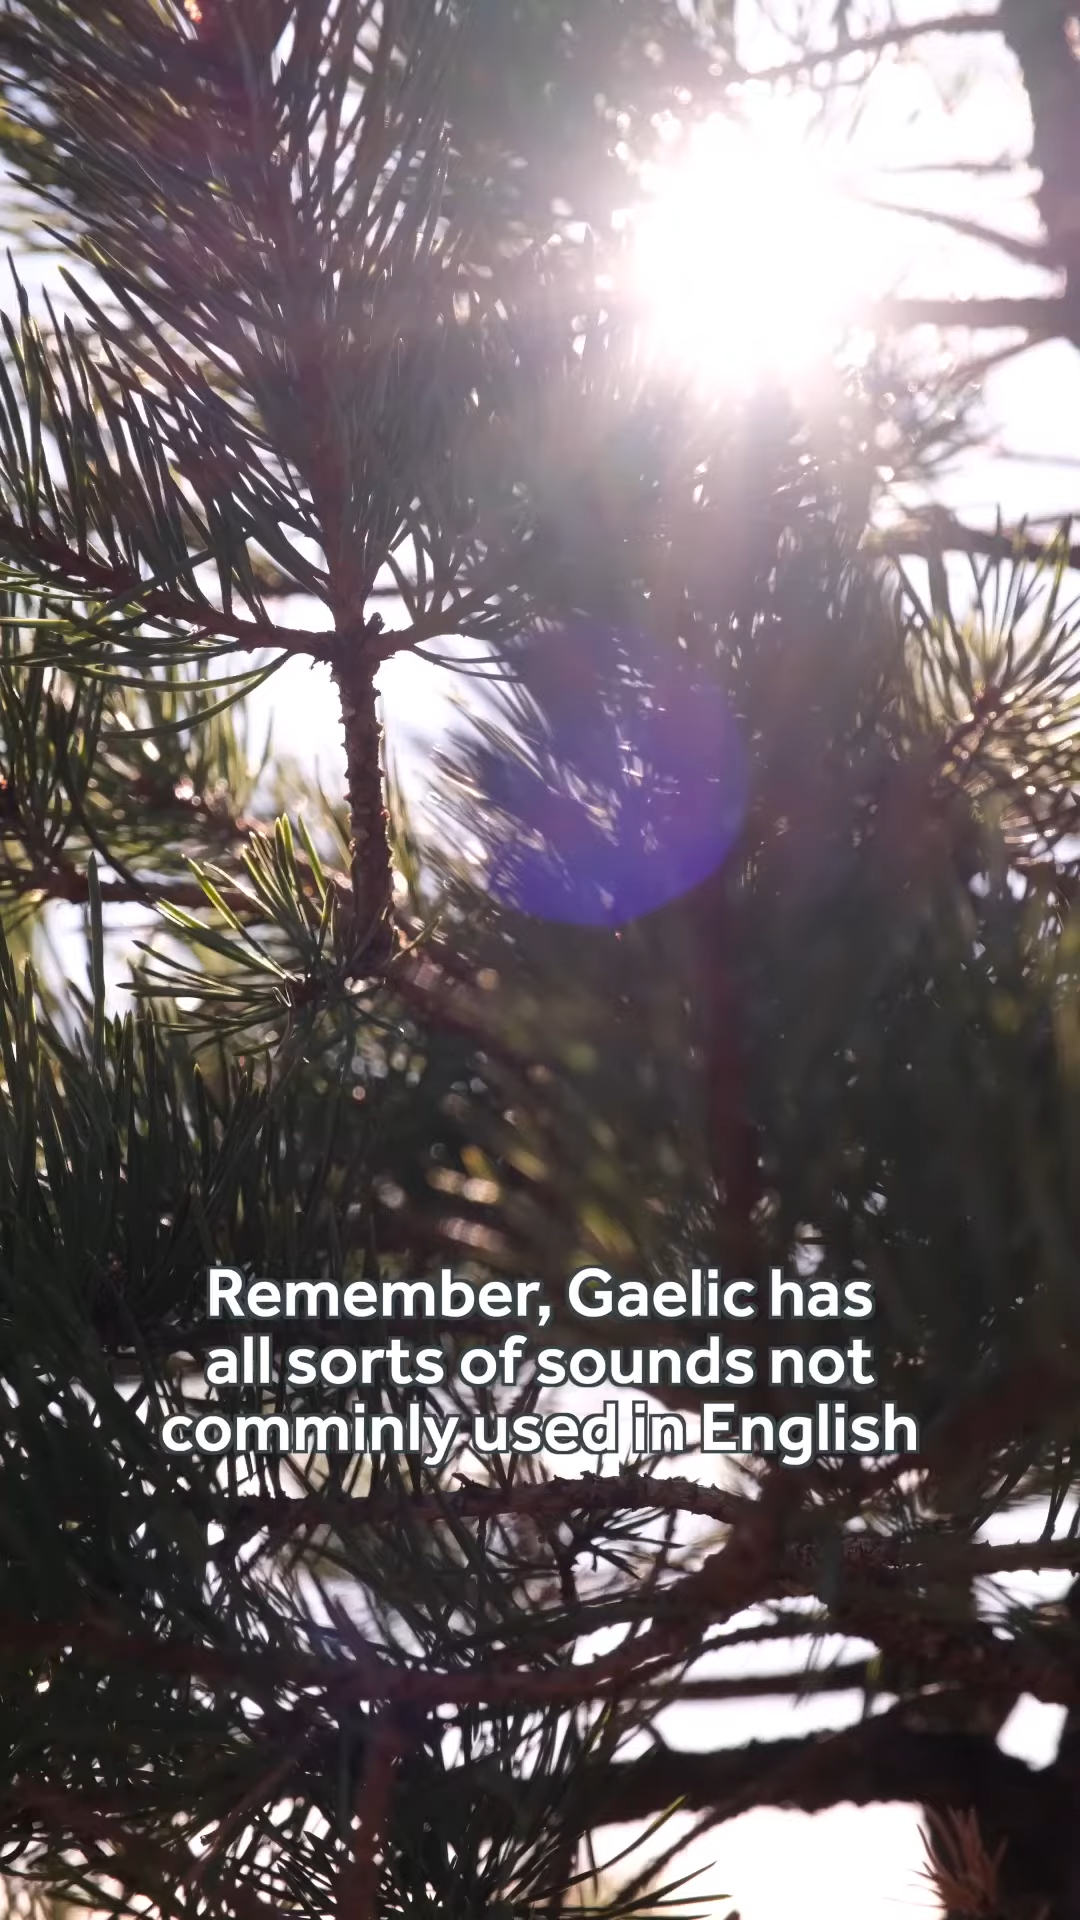 Remember, Gaelic has
all sorts of sounds not
comminly used in English